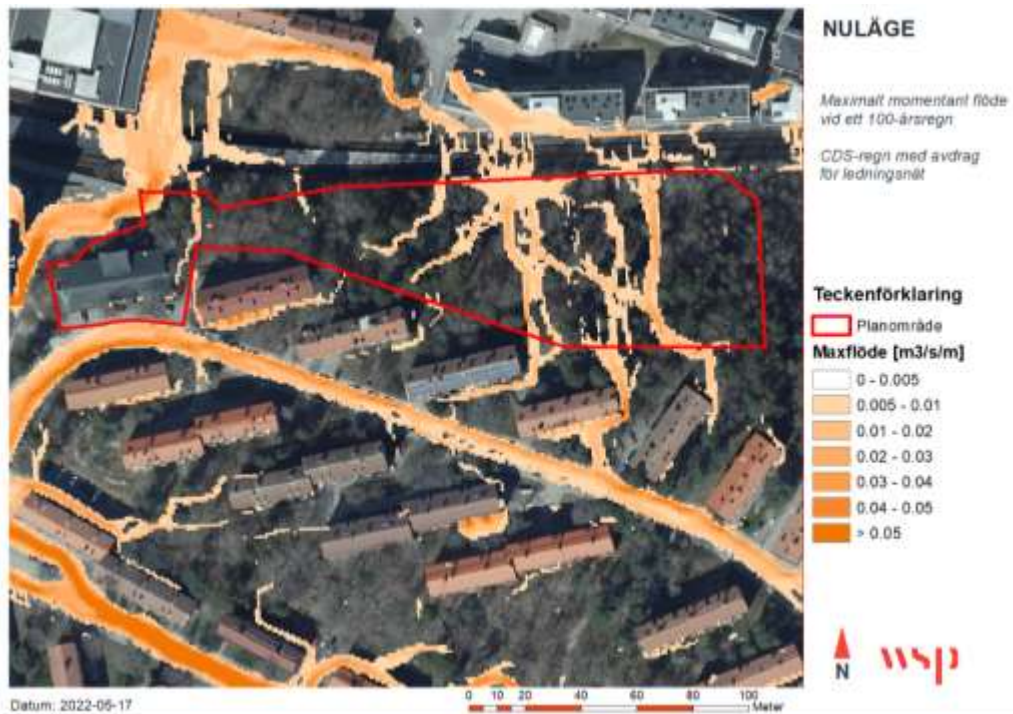 NULÄGE
Maximalt momentant flöde
vid ett 100-årsregn
CDS-regn med avdrag
för ledningsnät
Teckenförklaring
Planområde
Maxflöde [m3/s/m]
0 - 0.005
0.005 - 0.01
0.01 - 0.02
0.02 - 0.03
0.03 - 0.04
0.04 - 0.05
> 0.05
N
wsp
Datum: 2022-05-17
0 10 20 40 60 80 100
Meter